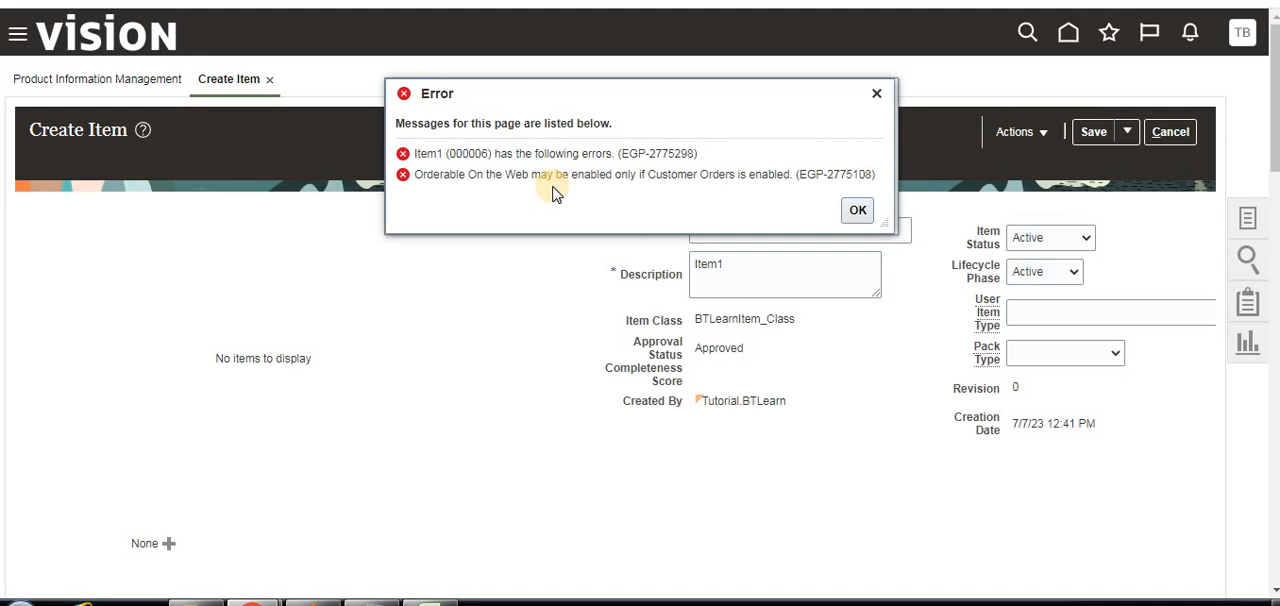 vision
TB
Product Information Management
Create Item ×
Error
Messages for this page are listed below.
Item1 (000006) has the following errors. (EGP-2775298)
Orderable On the Web may be enabled only if Customer Orders is enabled. (EGP-2775108)
OK
Create Item
Actions
Save
Cancel
* Description
Item1
Item Class
BTLearnItem_Class
Approval
Status
Approved
Completeness
Score
Created By
Tutorial.BTLearn
Item
Status
Active
Lifecycle
Phase
Active
User
Item
Type
Pack
Type
Revision
0
Creation
Date
7/7/23 12:41 PM
No items to display
None